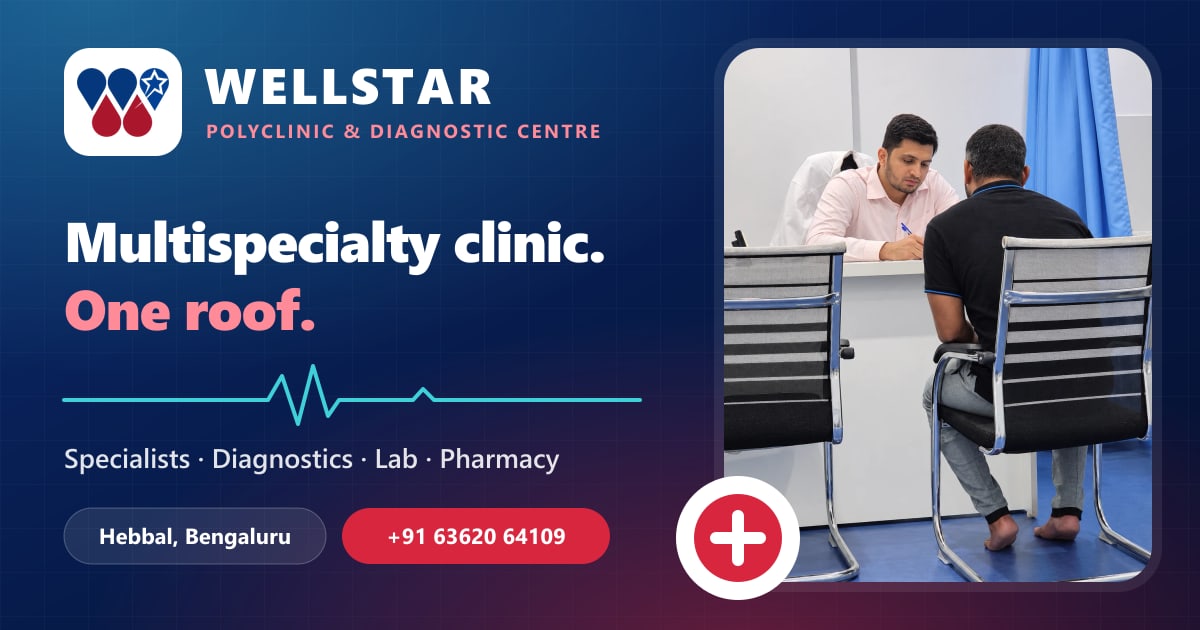 WELLSTAR
POLYCLINIC & DIAGNOSTIC CENTRE
Multispecialty clinic.
One roof.
Specialists · Diagnostics · Lab · Pharmacy
Hebbal, Bengaluru
+91 63620 64109